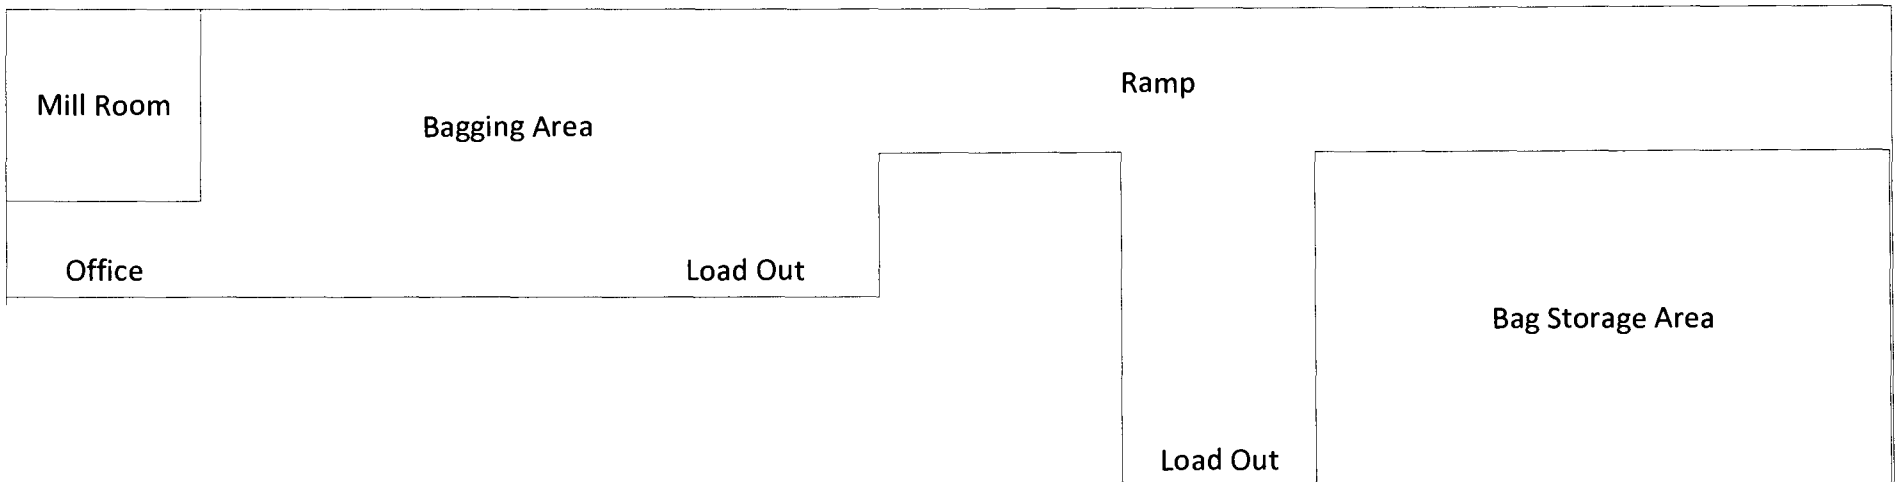 Ramp
Mill Room
Bagging Area
Office
Load Out
Bag Storage Area
Load Out